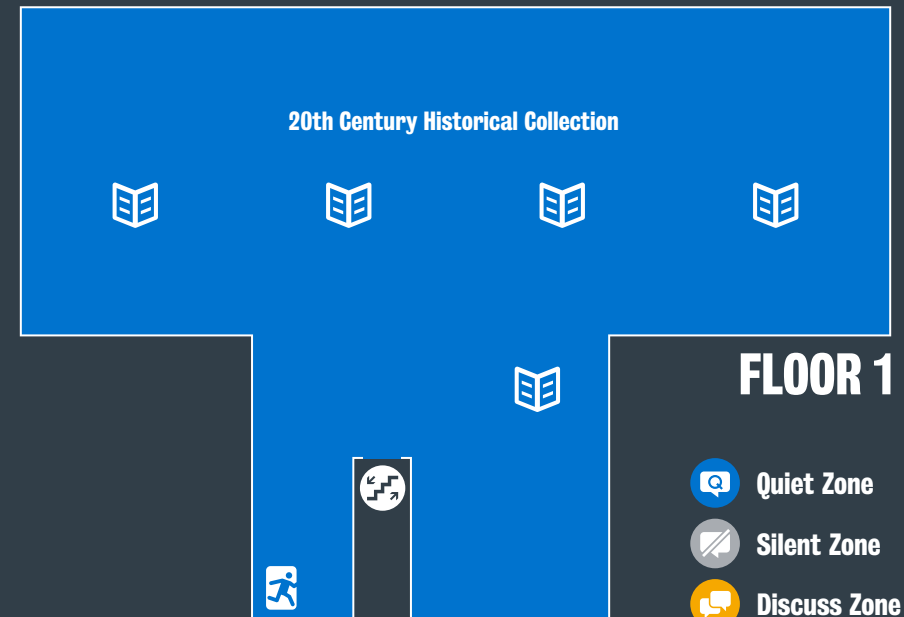 20th Century Historical Collection
FLOOR 1
Q
Quiet Zone
Silent Zone
Discuss Zone